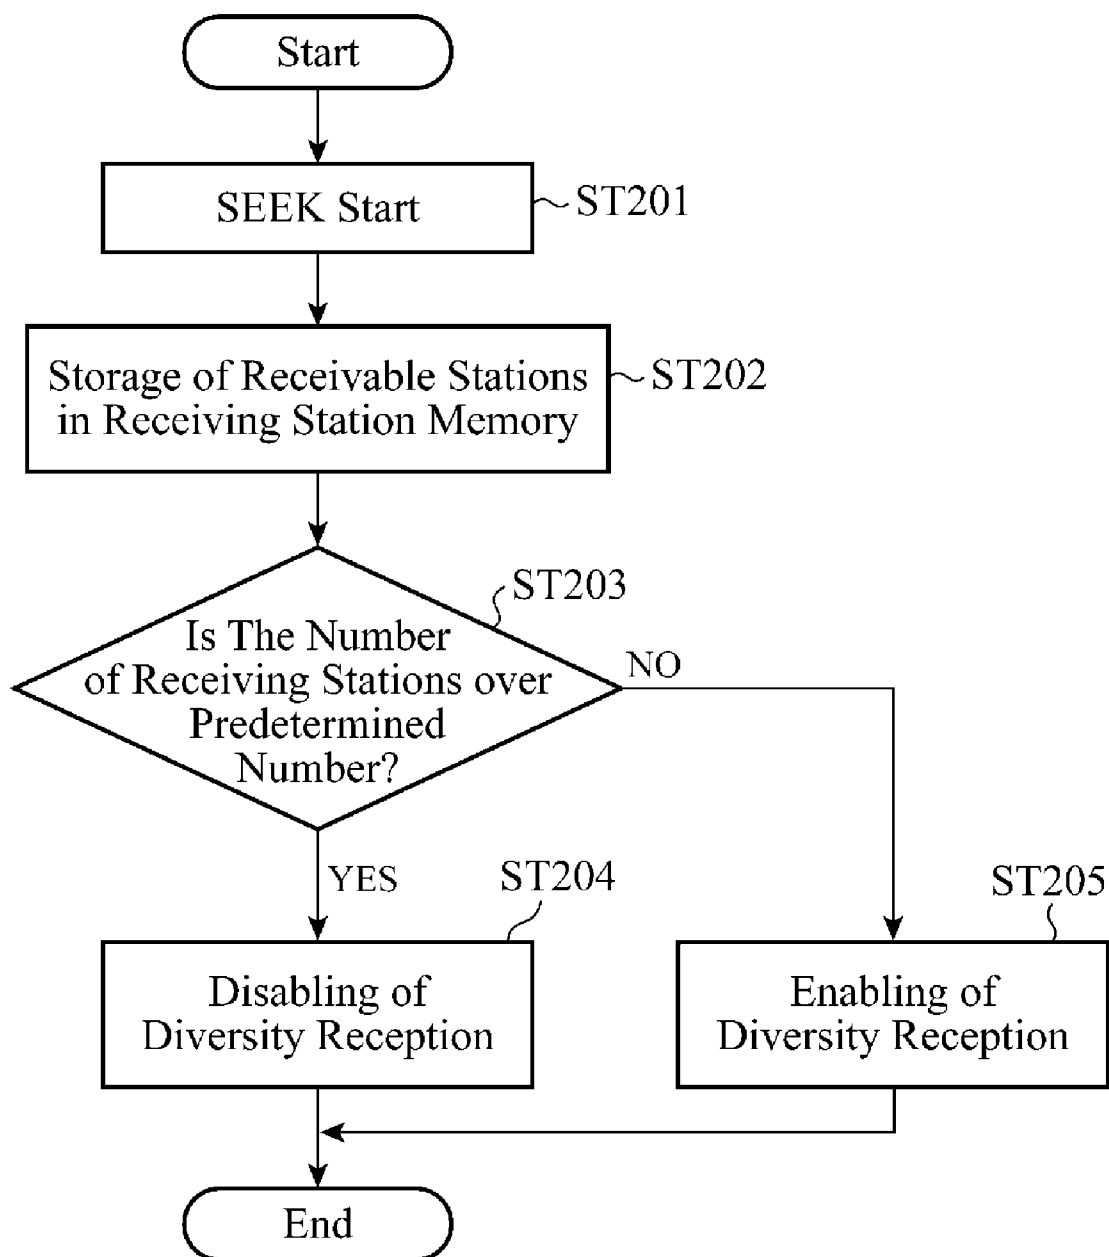 Start
SEEK Start
ST201
Storage of Receivable Stations
in Receiving Station Memory
ST202
ST203
Is The Number
of Receiving Stations over
Predetermined
Number?
NO
YES
ST204
ST205
Disabling of
Diversity Reception
Enabling of
Diversity Reception
End